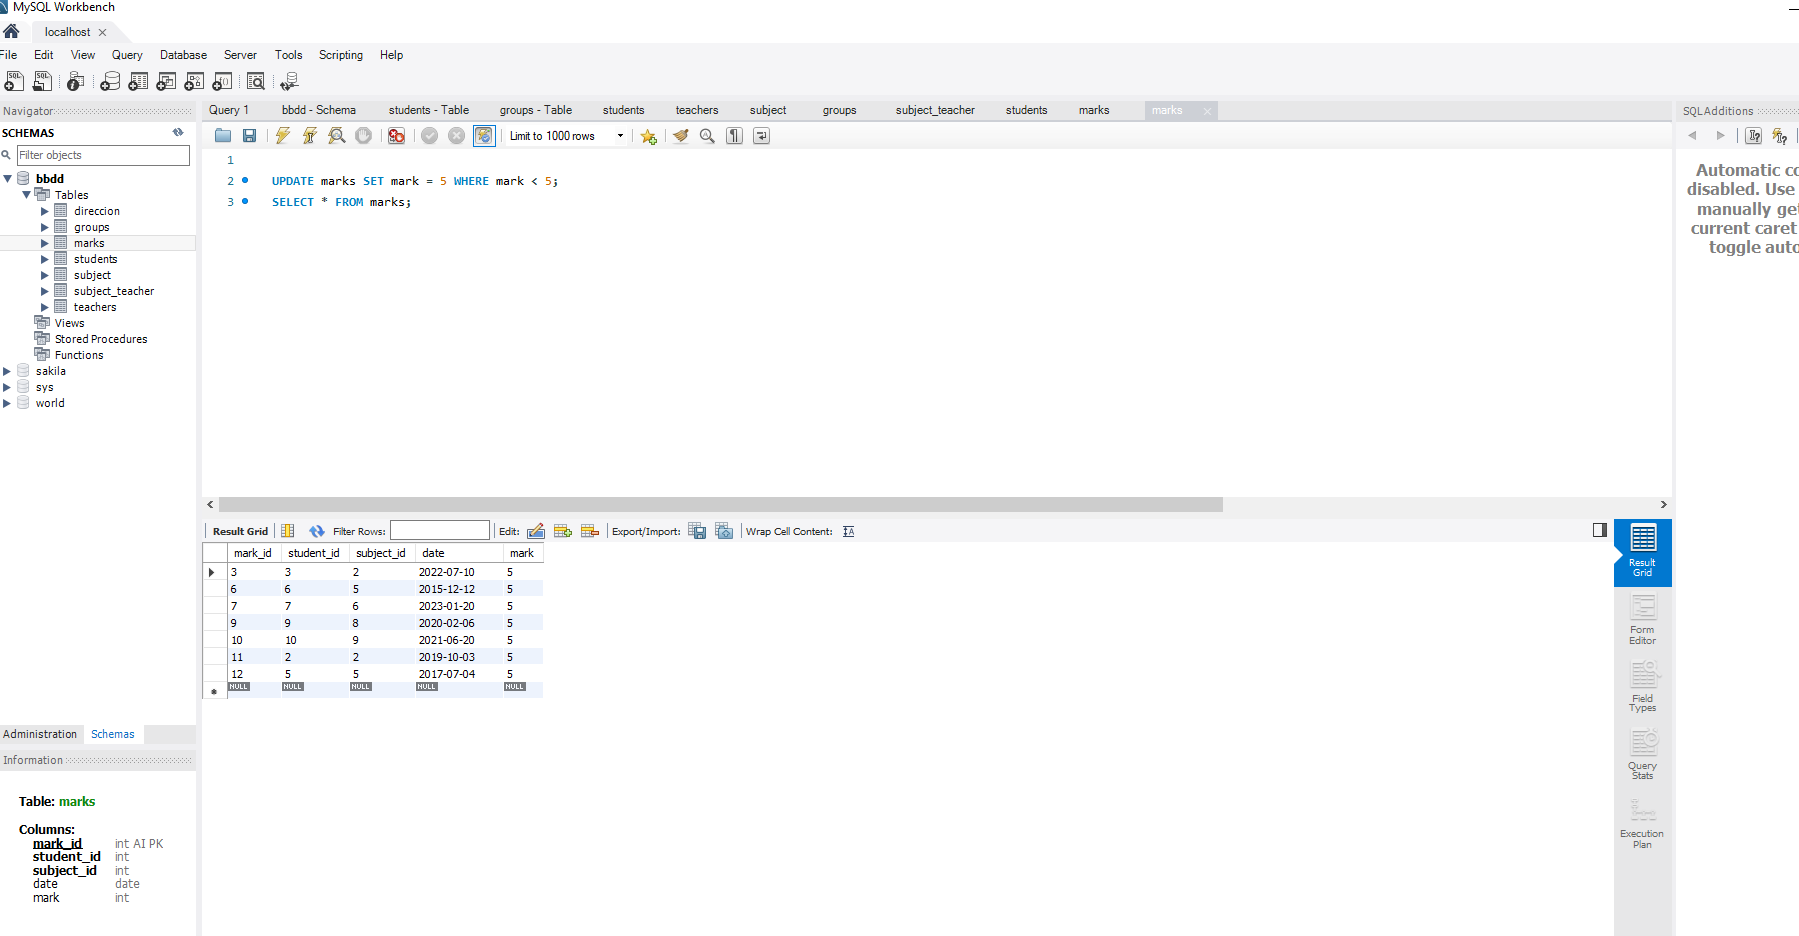 MySQL Workbench
localhost
File Edit View Query Database Server Tools Scripting Help
Navigator
SCHEMAS
Filter objects
bbdd
Tables
direccion
groups
marks
students
subject
subject_teacher
teachers
Views
Stored Procedures
Functions
sakila
sys
world
Administration Schemas
Information
Table: marks
Columns:
mark_id int AI PK
student_id int
subject_id int
date date
mark int
Query 1 bbdd - Schema students - Table groups - Table students teachers subject groups subject_teacher students marks marks
Limit to 1000 rows
1
2 UPDATE marks SET mark = 5 WHERE mark < 5;
3 SELECT * FROM marks;
Result Grid Filter Rows: Edit: Export/Import: Wrap Cell Content:
mark_id student_id subject_id date mark
3 3 2 2022-07-10 5
6 6 5 2015-12-12 5
7 7 6 2023-01-20 5
9 9 8 2020-02-06 5
10 10 9 2021-06-20 5
11 2 2 2019-10-03 5
12 5 5 2017-07-04 5
NULL NULL NULL NULL NULL
Result
Grid
Form
Editor
Field
Types
Query
Stats
Execution
Plan
SQLAdditions
Automatic co
disabled. Use
manually get
current caret
toggle auto